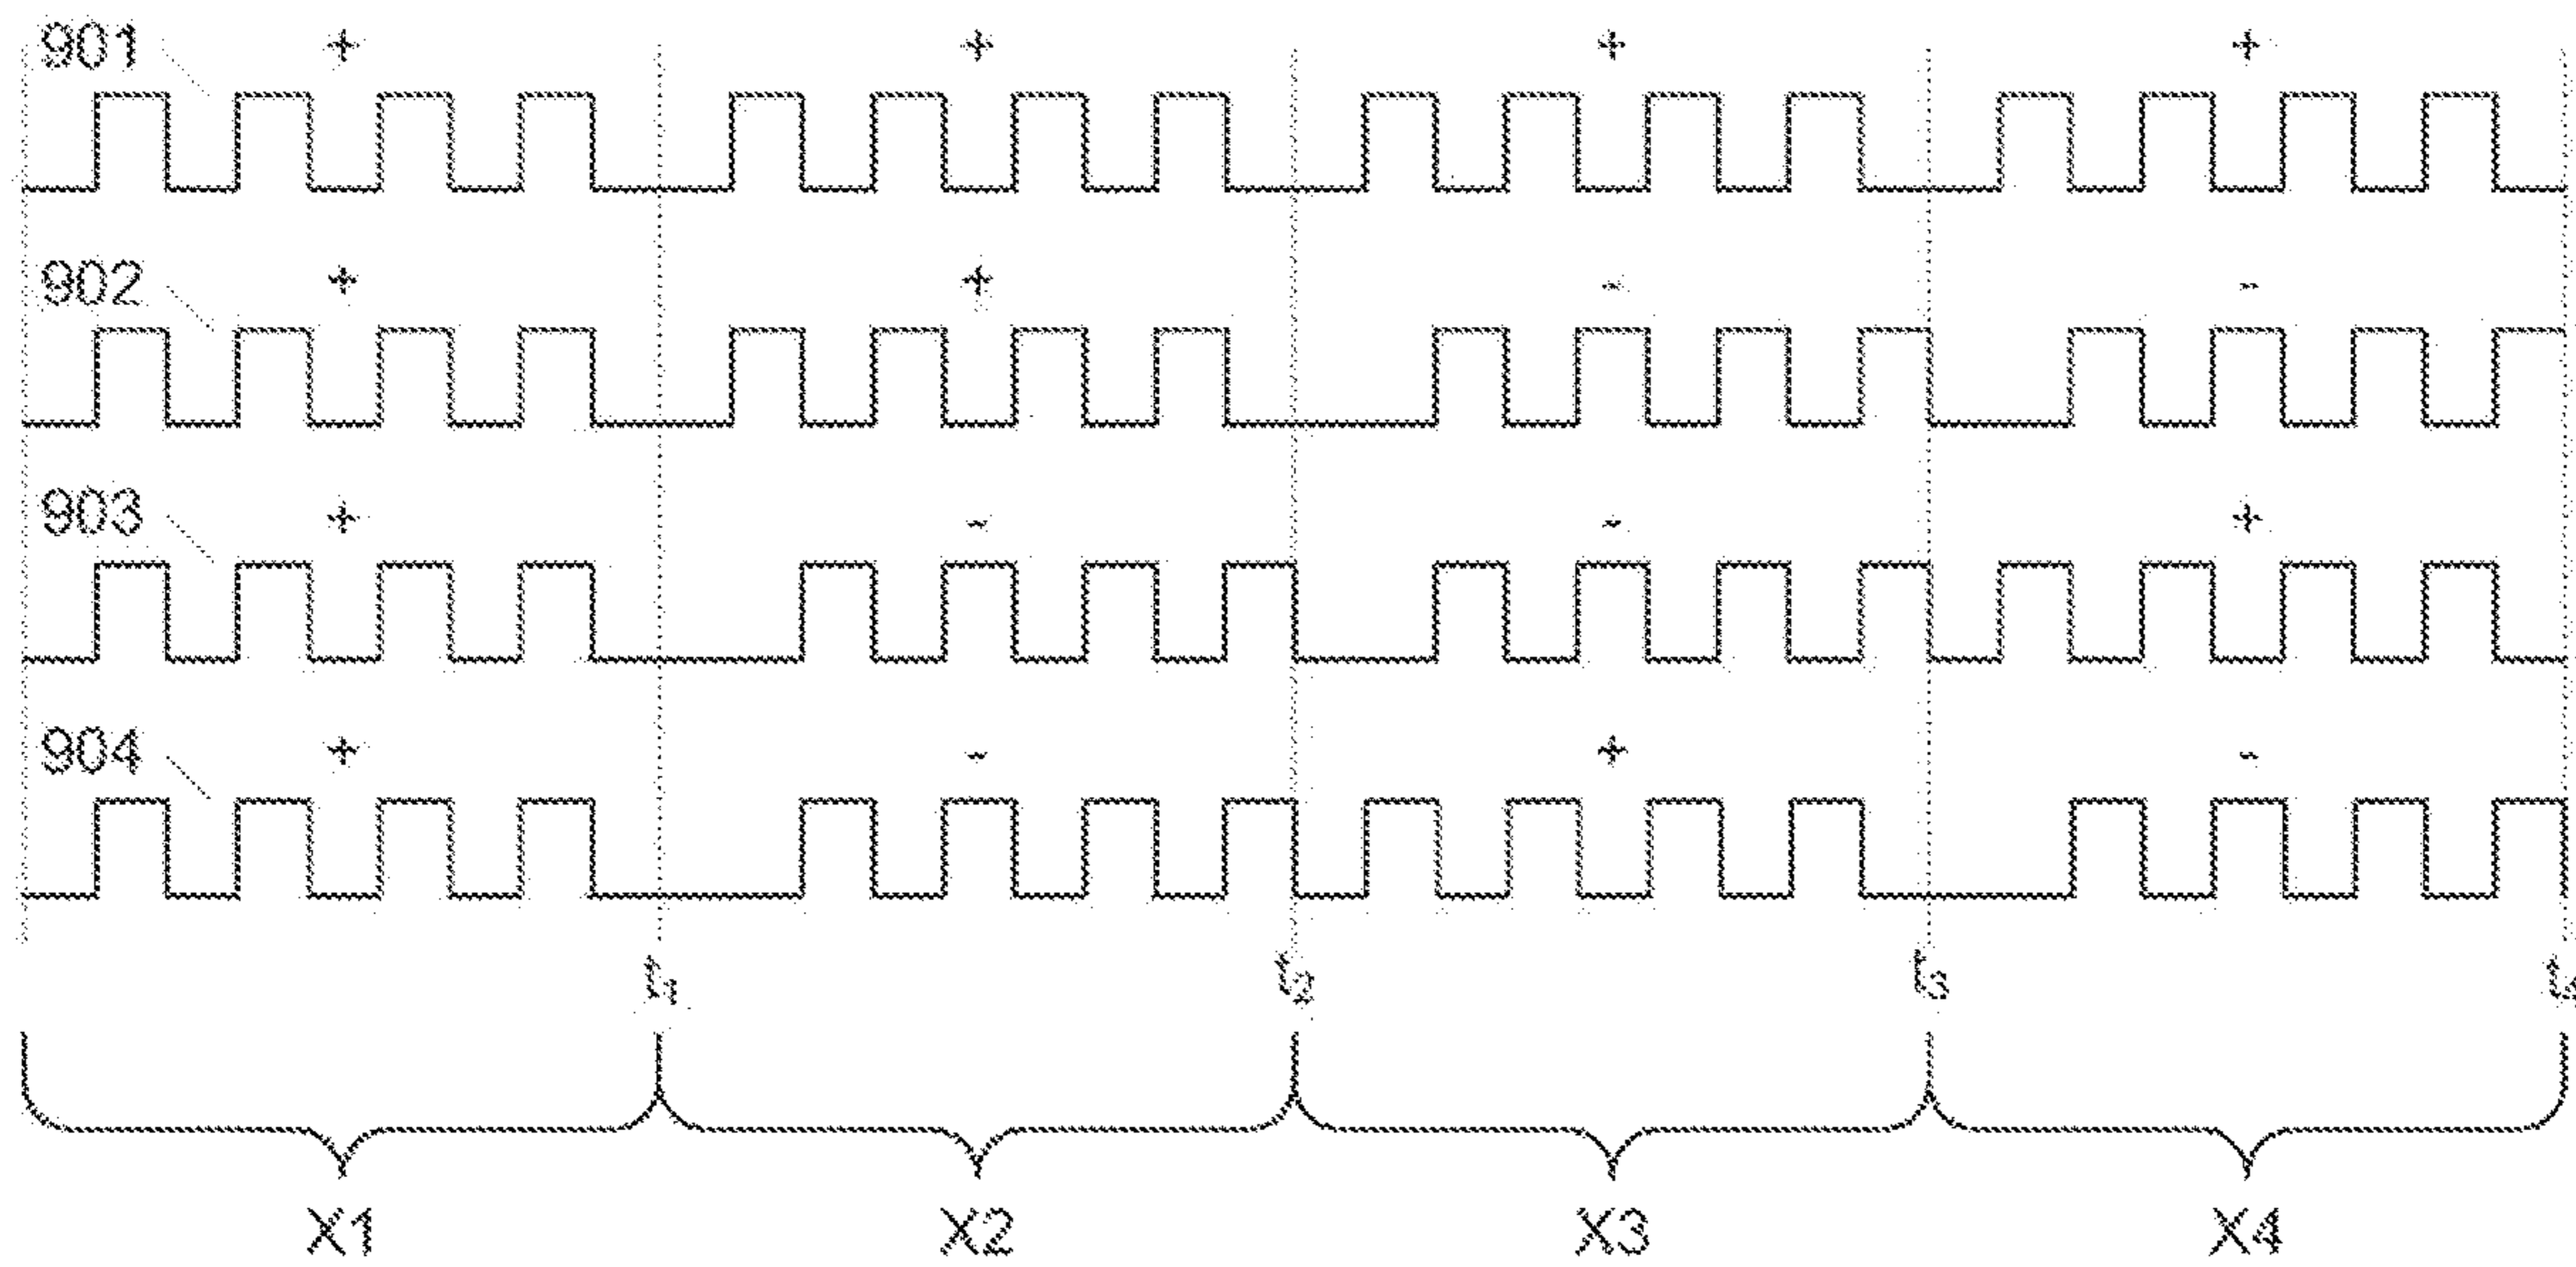 901 + + + +
902 + + - -
903 + - - +
904 + - + -
t₁ t₂ t₃
X1 X2 X3 X4